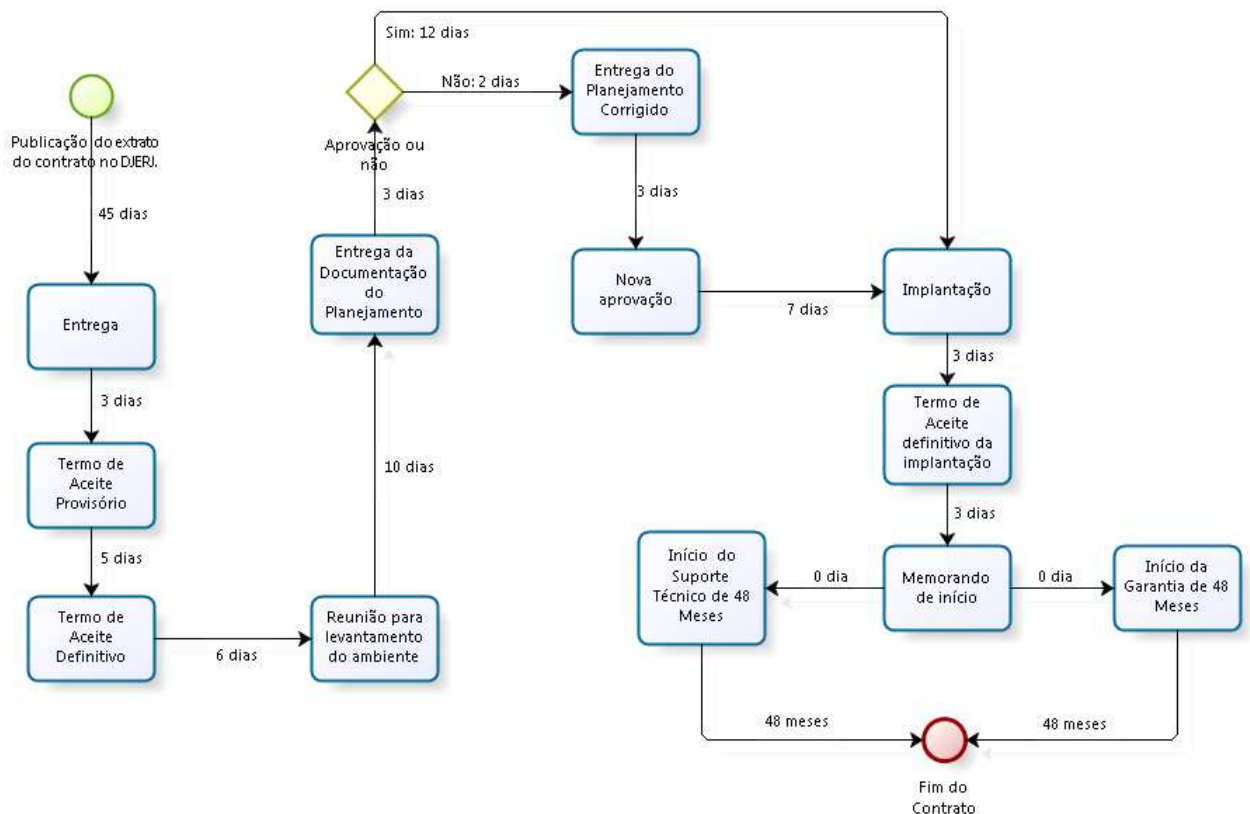 Publicação do extrato
do contrato no DJERJ.
45 dias
Entrega
3 dias
Termo de
Aceite
Provisório
5 dias
Termo de
Aceite
Definitivo
6 dias
Reunião para
levantamento
do ambiente
10 dias
Entrega da
Documentação
do
Planejamento
3 dias
Aprovação ou
não
Sim: 12 dias
Não: 2 dias
Entrega do
Planejamento
Corrigido
3 dias
Nova
aprovação
7 dias
Implantação
3 dias
Termo de
Aceite
definitivo da
implantação
3 dias
Memorando
de início
0 dia
Início do
Suporte
Técnico de 48
Meses
0 dia
Início da
Garantia de 48
Meses
48 meses
48 meses
Fim do
Contrato